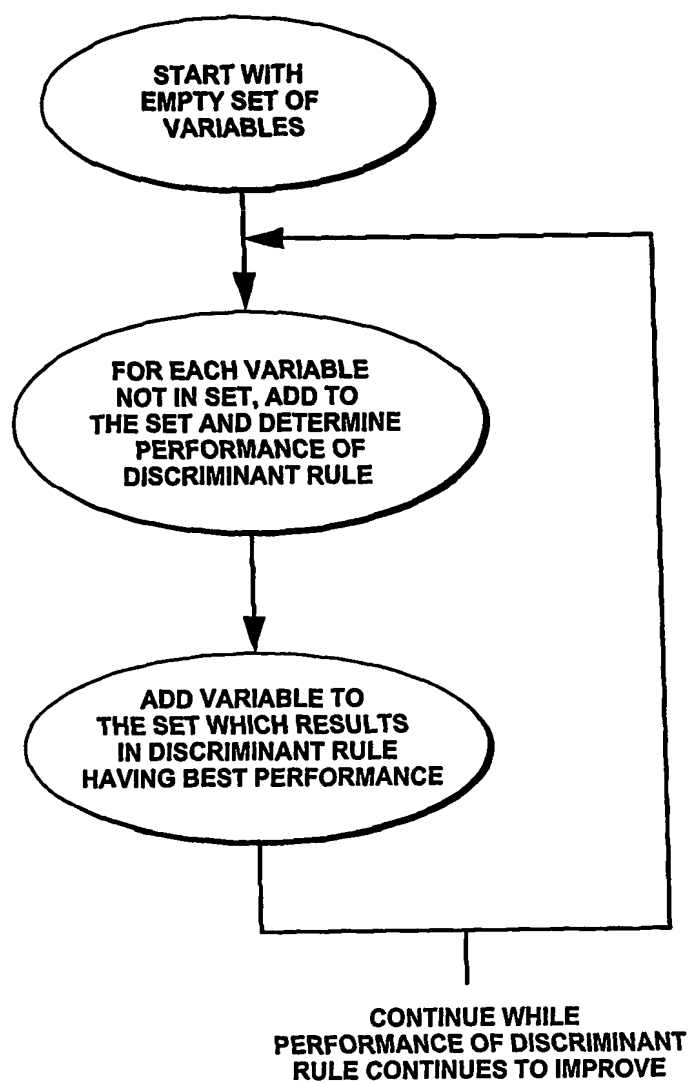 START WITH
EMPTY SET OF
VARIABLES
FOR EACH VARIABLE
NOT IN SET, ADD TO
THE SET AND DETERMINE
PERFORMANCE OF
DISCRIMINANT RULE
ADD VARIABLE TO
THE SET WHICH RESULTS
IN DISCRIMINANT RULE
HAVING BEST PERFORMANCE
CONTINUE WHILE
PERFORMANCE OF DISCRIMINANT
RULE CONTINUES TO IMPROVE